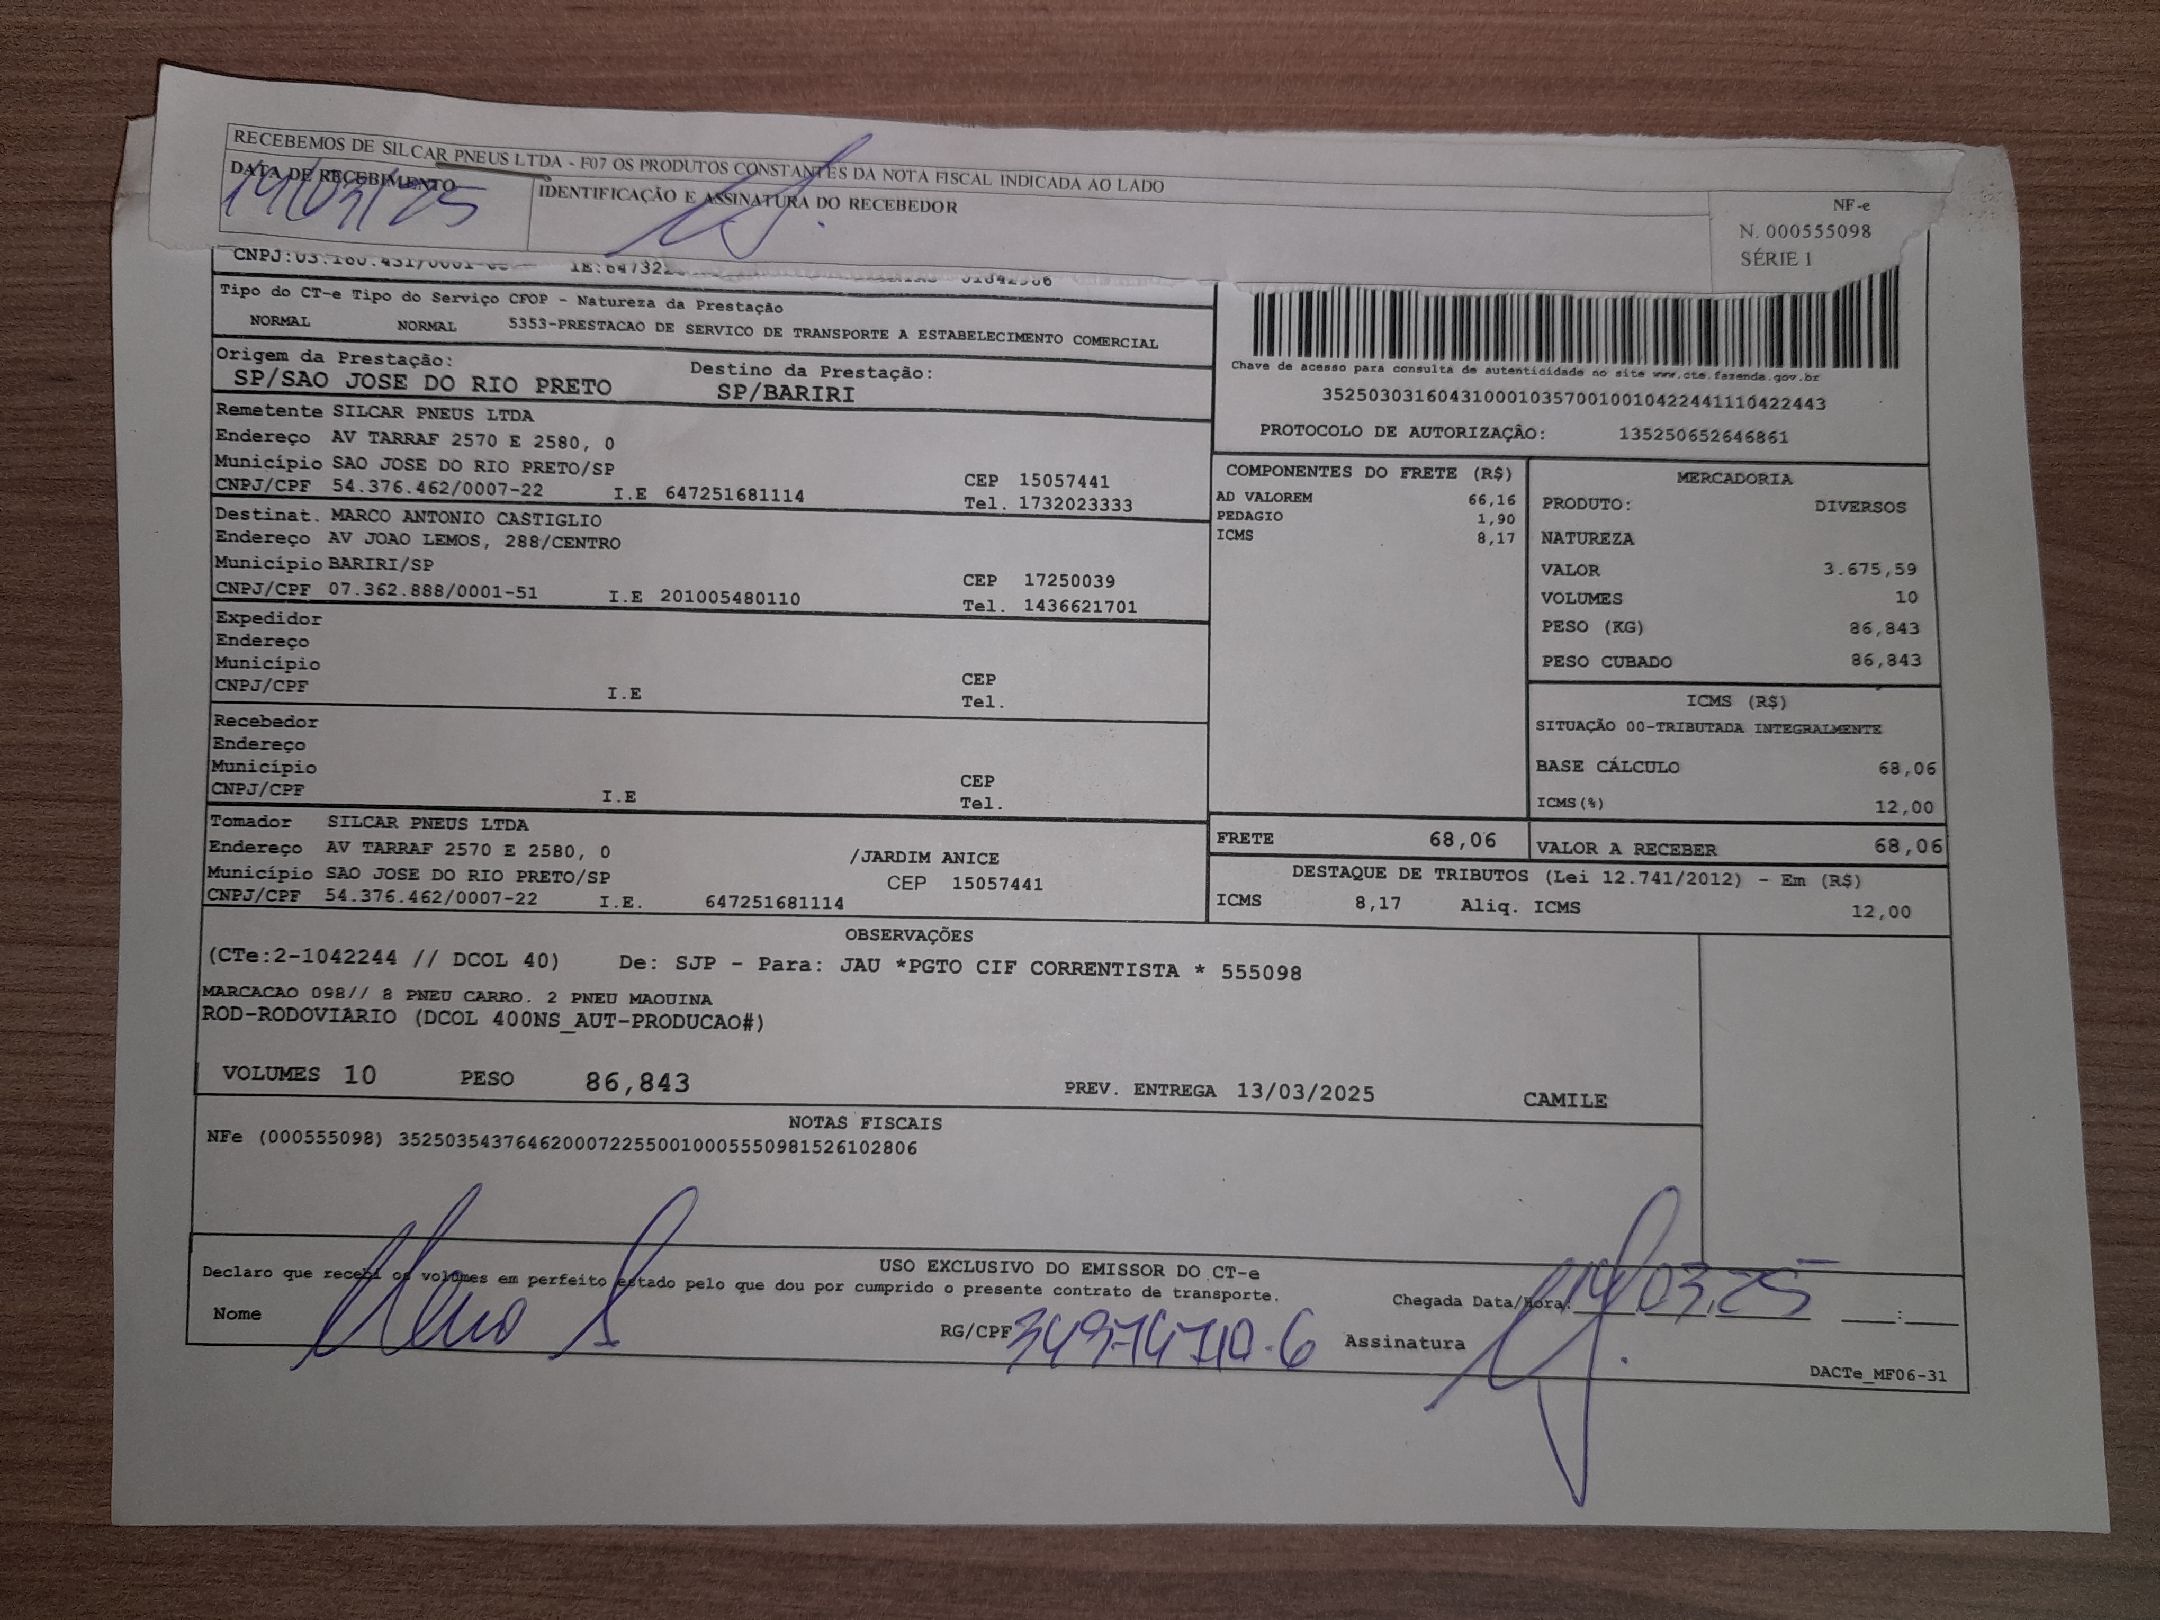 RECEBEMOS DE SILCAR PNEUS LTDA - F07 OS PRODUTOS CONSTANTES DA NOTA FISCAL INDICADA AO LADO
DATA DE RECEBIMENTO
14/03/25
IDENTIFICAÇÃO E ASSINATURA DO RECEBEDOR
NF-e
N. 000555098
SÉRIE 1
Tipo do CT-e Tipo do Serviço CFOP - Natureza da Prestação
NORMAL NORMAL 5353-PRESTACAO DE SERVICO DE TRANSPORTE A ESTABELECIMENTO COMERCIAL
Origem da Prestação: Destino da Prestação:
SP/SAO JOSE DO RIO PRETO SP/BARIRI
Chave de acesso para consulta de autenticidade no site www.cte.fazenda.gov.br
35250303160431000103570010010422441110422443
PROTOCOLO DE AUTORIZAÇÃO: 135250652646861
Remetente SILCAR PNEUS LTDA
Endereço AV TARRAF 2570 E 2580, 0
Município SAO JOSE DO RIO PRETO/SP CEP 15057441
CNPJ/CPF 54.376.462/0007-22 I.E 647251681114 Tel. 1732023333
Destinat. MARCO ANTONIO CASTIGLIO
Endereço AV JOAO LEMOS, 288/CENTRO
Município BARIRI/SP CEP 17250039
CNPJ/CPF 07.362.888/0001-51 I.E 201005480110 Tel. 1436621701
Expedidor
Endereço
Município CEP
CNPJ/CPF I.E Tel.
Recebedor
Endereço
Município CEP
CNPJ/CPF I.E Tel.
Tomador SILCAR PNEUS LTDA
Endereço AV TARRAF 2570 E 2580, 0 /JARDIM ANICE
Município SAO JOSE DO RIO PRETO/SP CEP 15057441
CNPJ/CPF 54.376.462/0007-22 I.E. 647251681114
COMPONENTES DO FRETE (R$)
AD VALOREM 66,16
PEDAGIO 1,90
ICMS 8,17
MERCADORIA
PRODUTO: DIVERSOS
NATUREZA
VALOR 3.675,59
VOLUMES 10
PESO (KG) 86,843
PESO CUBADO 86,843
ICMS (R$)
SITUAÇÃO 00-TRIBUTADA INTEGRALMENTE
BASE CÁLCULO 68,06
ICMS(%) 12,00
FRETE 68,06 VALOR A RECEBER 68,06
DESTAQUE DE TRIBUTOS (Lei 12.741/2012) - Em (R$)
ICMS 8,17 Aliq. ICMS 12,00
OBSERVAÇÕES
(CTe:2-1042244 // DCOL 40) De: SJP - Para: JAU *PGTO CIF CORRENTISTA * 555098
MARCACAO 098// 8 PNEU CARRO. 2 PNEU MAQUINA
ROD-RODOVIARIO (DCOL 400NS_AUT-PRODUCAO#)
VOLUMES 10 PESO 86,843 PREV. ENTREGA 13/03/2025 CAMILE
NOTAS FISCAIS
NFe (000555098) 35250354376462000722550010005550981526102806
USO EXCLUSIVO DO EMISSOR DO CT-e
Declaro que recebi os volumes em perfeito estado pelo que dou por cumprido o presente contrato de transporte.
Chegada Data/Hora: 14/03/25 __:__
Nome RG/CPF 34974710-6 Assinatura
DACTe_MF06-31